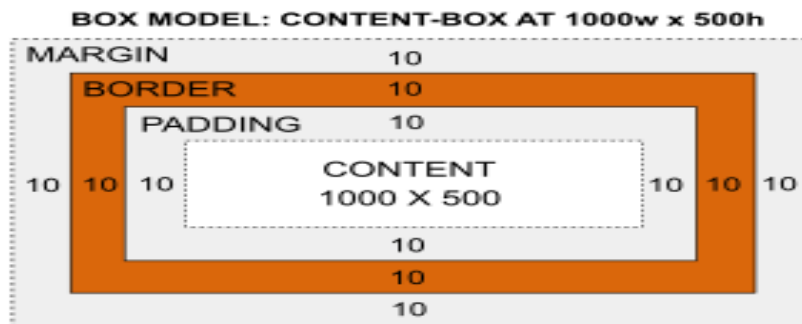 BOX MODEL: CONTENT-BOX AT 1000w x 500h
MARGIN 10
BORDER 10
PADDING 10
CONTENT
10 10 10 10 10 10
1000 X 500
10
10
10